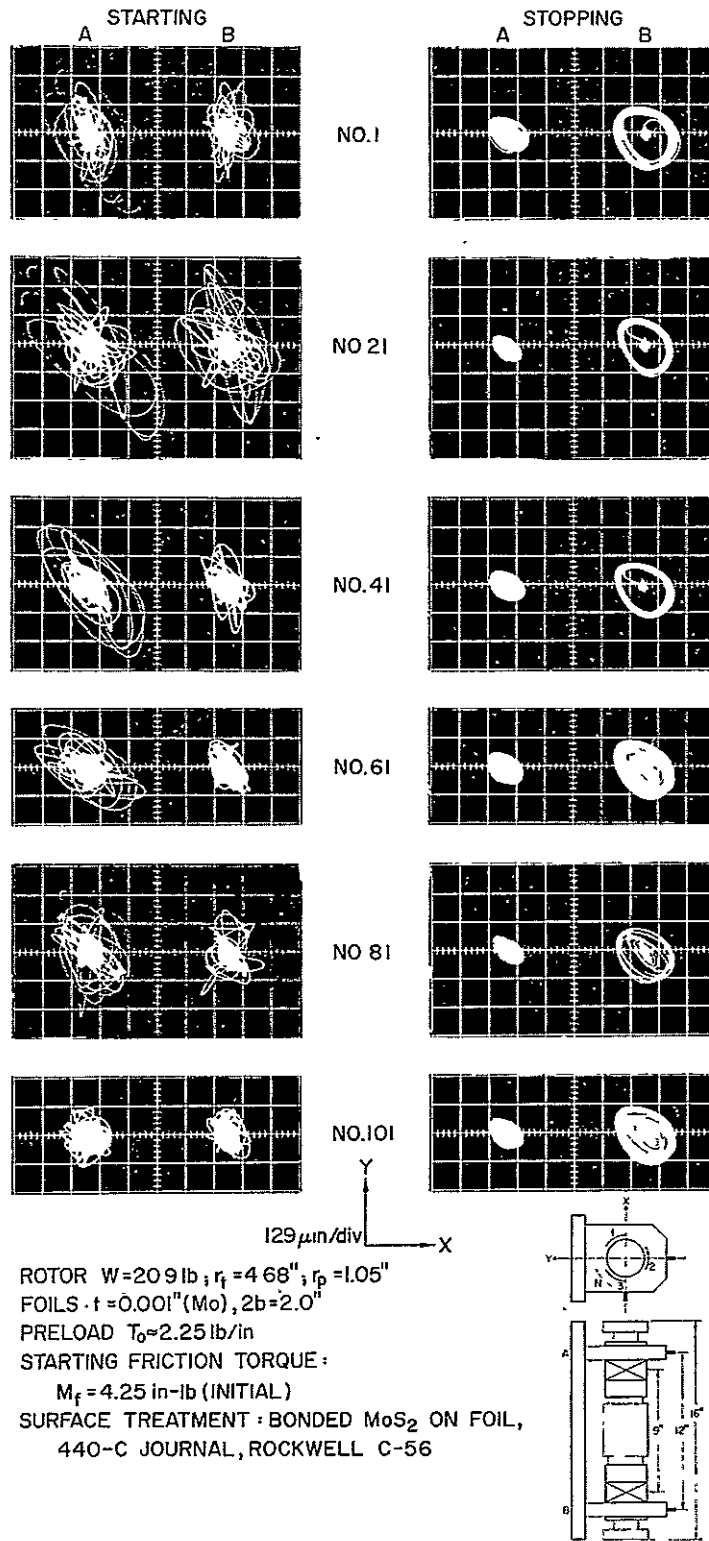 STARTING
A B
STOPPING
A B
NO.1
NO 21
NO.41
NO.61
NO 81
NO.101
Y
129 µin/div
X
ROTOR W=20 9 lb; rt = 4 68"; rp = 1.05"
FOILS · t = 0.001" (Mo), 2b = 2.0"
PRELOAD To ≈ 2.25 lb/in
STARTING FRICTION TORQUE :
Mf = 4.25 in-lb (INITIAL)
SURFACE TREATMENT : BONDED MoS2 ON FOIL,
440-C JOURNAL, ROCKWELL C-56
X
Y
1
2
3
N
A
B
9"
12"
16"